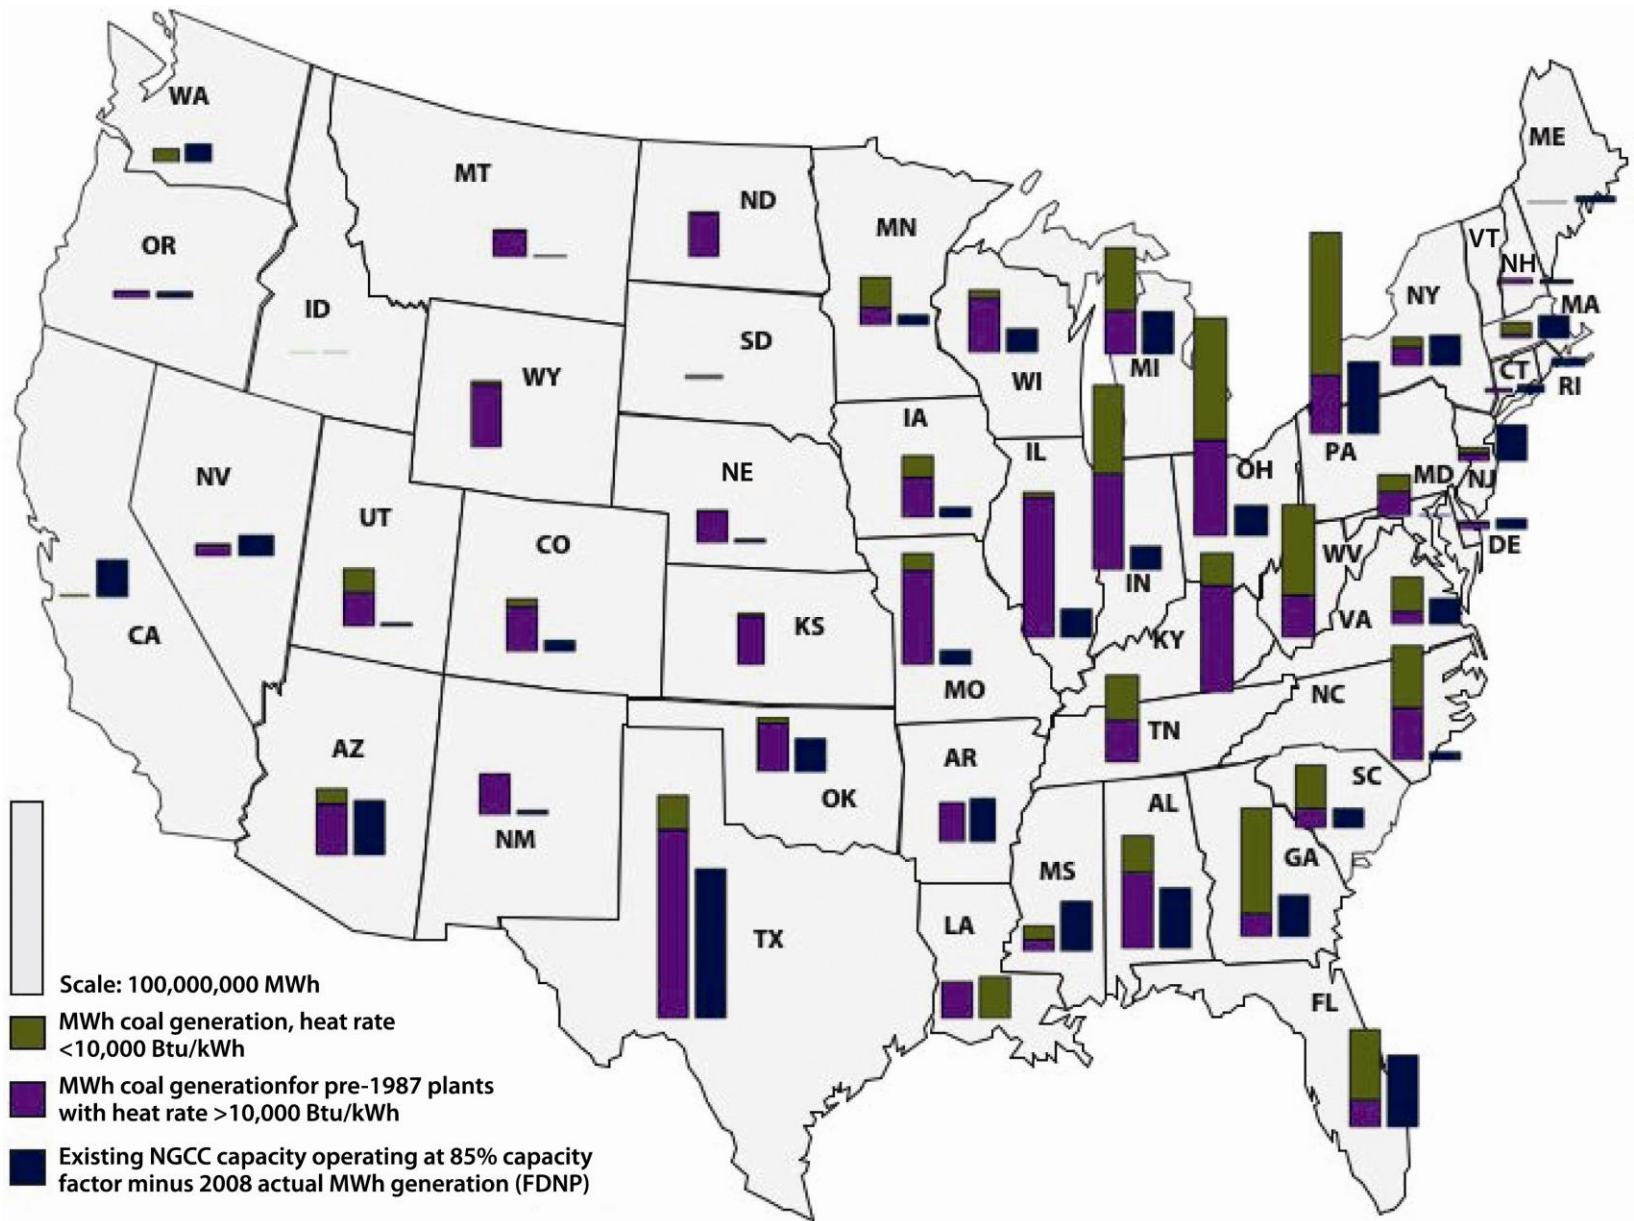 WA
ME
MT
ND
VT
MN
OR
NH
NY
MA
ID
SD
WY
WI
MI
CT
RI
IA
NV
NE
IL
OH
PA
MD
NJ
UT
CO
DE
WV
IN
CA
KS
KY
VA
MO
NC
AZ
TN
AR
SC
OK
AL
NM
GA
MS
LA
TX
Scale: 100,000,000 MWh
FL
MWh coal generation, heat rate
<10,000 Btu/kWh
MWh coal generationfor pre-1987 plants
with heat rate >10,000 Btu/kWh
Existing NGCC capacity operating at 85% capacity
factor minus 2008 actual MWh generation (FDNP)